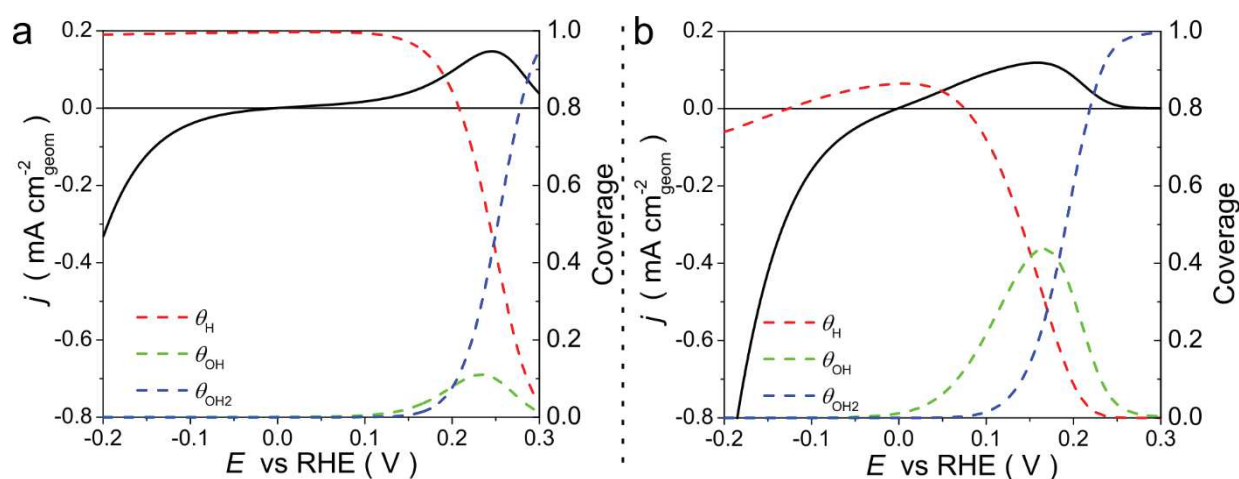 a
0.2
0.0
-0.2
-0.4
-0.6
-0.8
j ( mA cm⁻²geom )
1.0
0.8
0.6
0.4
0.2
0.0
Coverage
θH
θOH
θOH2
-0.2 -0.1 0.0 0.1 0.2 0.3
E vs RHE ( V )
b
0.2
0.0
-0.2
-0.4
-0.6
-0.8
j ( mA cm⁻²geom )
1.0
0.8
0.6
0.4
0.2
0.0
Coverage
θH
θOH
θOH2
-0.2 -0.1 0.0 0.1 0.2 0.3
E vs RHE ( V )